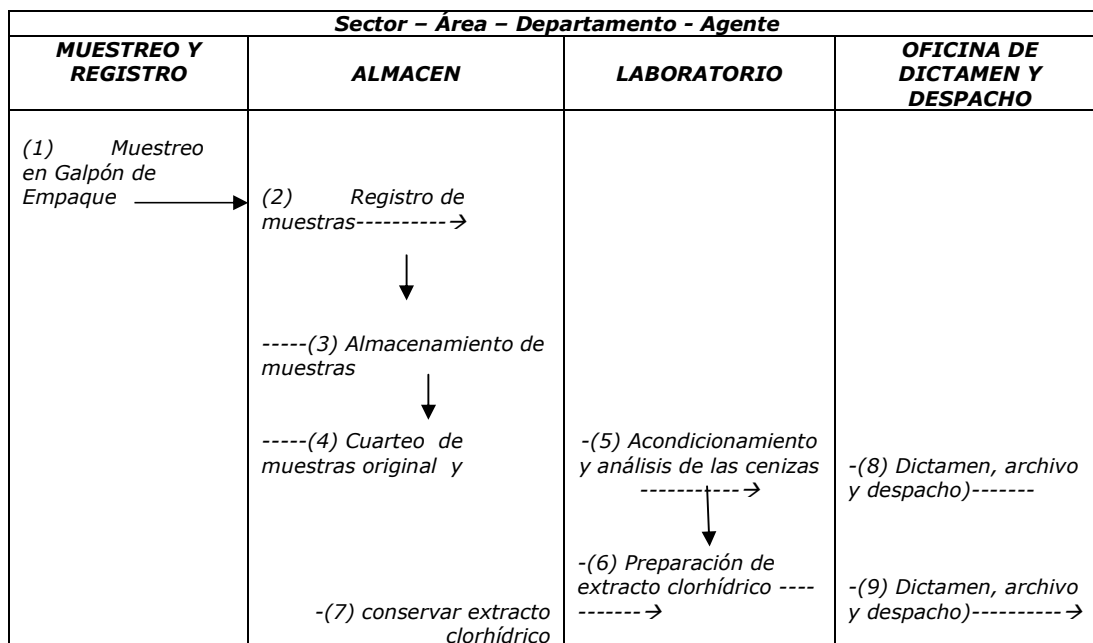 Sector – Área – Departamento - Agente
MUESTREO Y
REGISTRO
ALMACEN
LABORATORIO
OFICINA DE
DICTAMEN Y
DESPACHO
(1) Muestreo
en Galpón de
Empaque
(2) Registro de
muestras----------→
-----(3) Almacenamiento de
muestras
-----(4) Cuarteo de
muestras original y
-(7) conservar extracto
clorhídrico
-(5) Acondicionamiento
y análisis de las cenizas
-----------→
-(6) Preparación de
extracto clorhídrico ----
---------→
-(8) Dictamen, archivo
y despacho)-------
-(9) Dictamen, archivo
y despacho)----------→